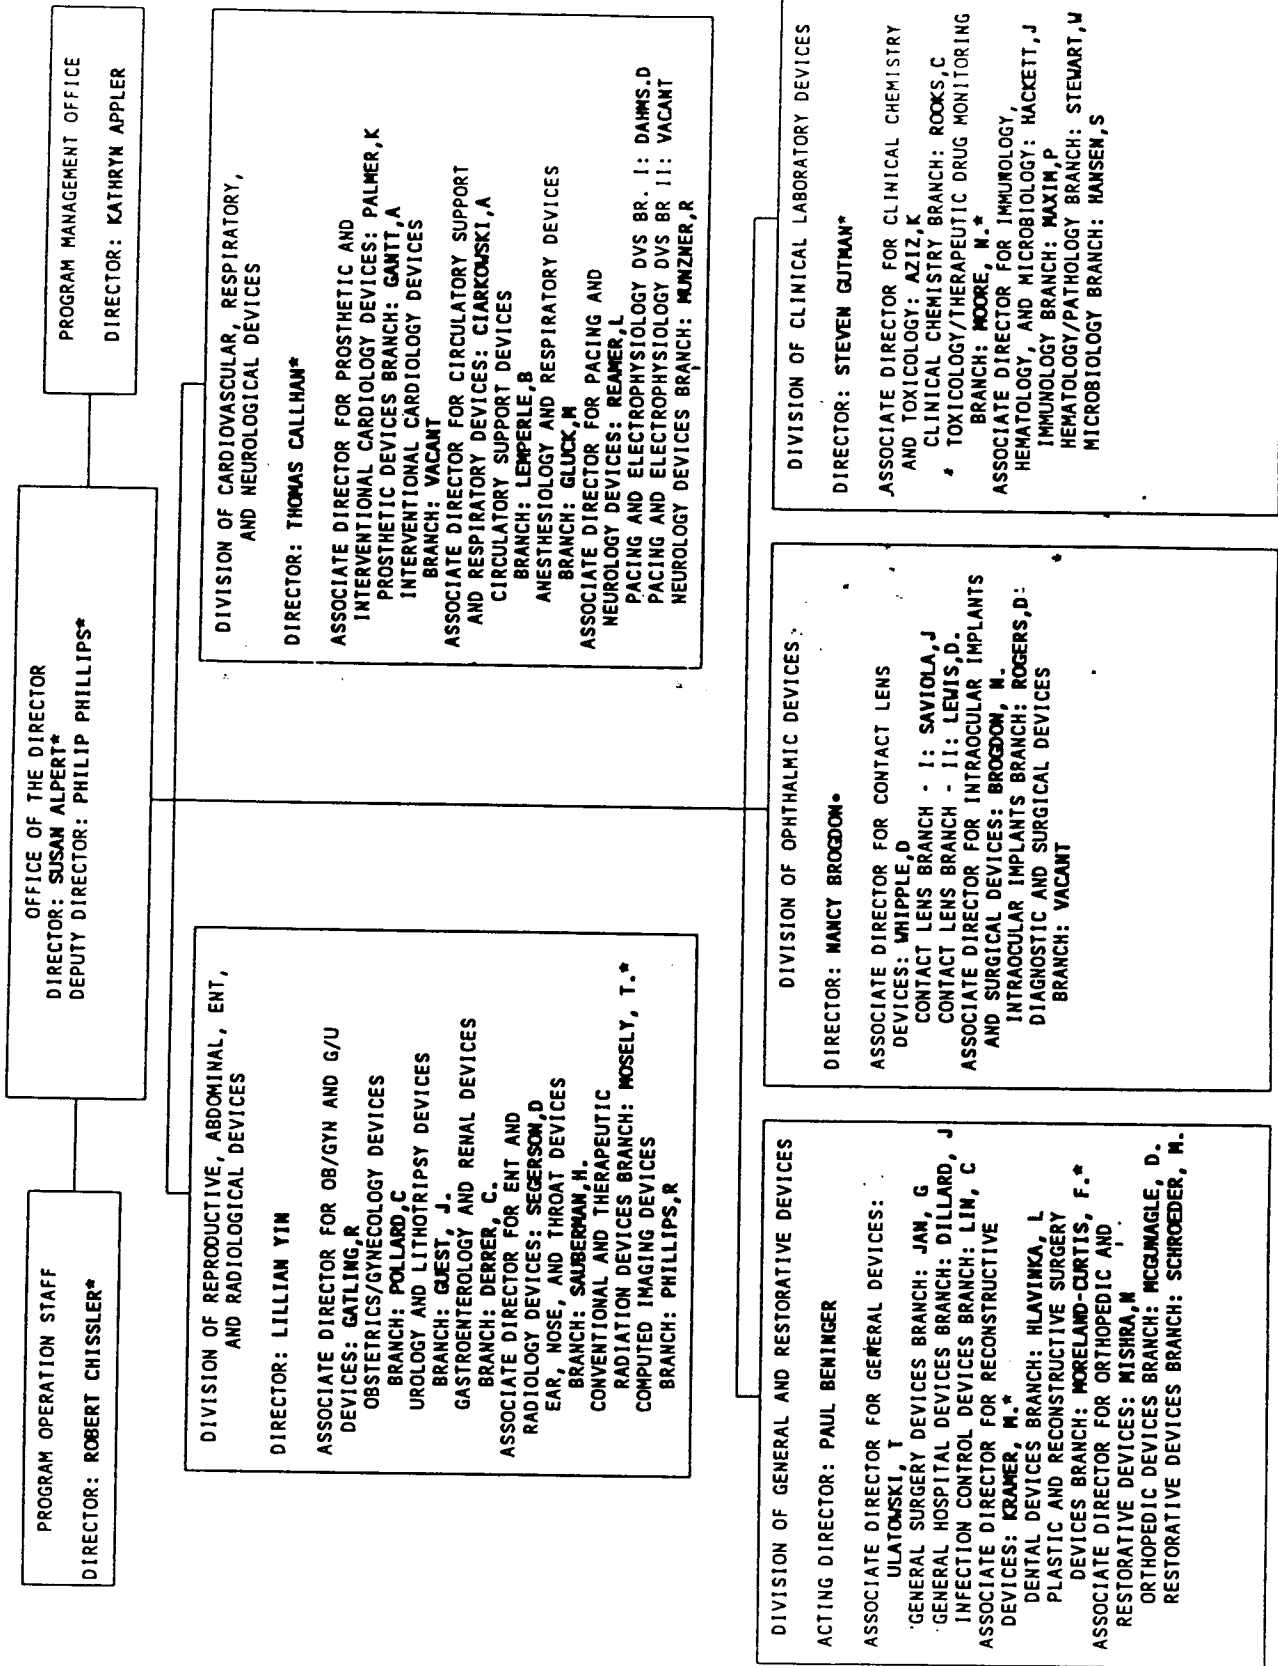 PROGRAM OPERATION STAFF
DIRECTOR: ROBERT CHISSLER*
OFFICE OF THE DIRECTOR
DIRECTOR: SUSAN ALPERT*
DEPUTY DIRECTOR: PHILIP PHILLIPS*
PROGRAM MANAGEMENT OFFICE
DIRECTOR: KATHRYN APPLER
DIVISION OF REPRODUCTIVE, ABDOMINAL, ENT,
AND RADIOLOGICAL DEVICES
DIRECTOR: LILLIAN YIN
ASSOCIATE DIRECTOR FOR OB/GYN AND G/U
DEVICES: GATLING,R
OBSTETRICS/GYNECOLOGY DEVICES
BRANCH: POLLARD,C
UROLOGY AND LITHOTRIPSY DEVICES
BRANCH: GUEST, J.
GASTROENTEROLOGY AND RENAL DEVICES
BRANCH: DERRER, C.
ASSOCIATE DIRECTOR FOR ENT AND
RADIOLOGY DEVICES: SEGERSON,D
EAR, NOSE, AND THROAT DEVICES
BRANCH: SAUBERMAN,H.
CONVENTIONAL AND THERAPEUTIC
RADIATION DEVICES BRANCH: MOSELY, T.*
COMPUTED IMAGING DEVICES
BRANCH: PHILLIPS,R
DIVISION OF CARDIOVASCULAR, RESPIRATORY,
AND NEUROLOGICAL DEVICES
DIRECTOR: THOMAS CALLHAN*
ASSOCIATE DIRECTOR FOR PROSTHETIC AND
INTERVENTIONAL CARDIOLOGY DEVICES: PALMER,K
PROSTHETIC DEVICES BRANCH: GANTT,A
INTERVENTIONAL CARDIOLOGY DEVICES
BRANCH: VACANT
ASSOCIATE DIRECTOR FOR CIRCULATORY SUPPORT
AND RESPIRATORY DEVICES: CIARKOWSKI,A
CIRCULATORY SUPPORT DEVICES
BRANCH: LEMPERLE,B
ANESTHESIOLOGY AND RESPIRATORY DEVICES
BRANCH: GLUCK,M
ASSOCIATE DIRECTOR FOR PACING AND
NEUROLOGY DEVICES: REAMER,L
PACING AND ELECTROPHYSIOLOGY DVS BR. I: DAHMS.D
PACING AND ELECTROPHYSIOLOGY DVS BR II: VACANT
NEUROLOGY DEVICES BRANCH: MUNZNER,R
DIVISION OF GENERAL AND RESTORATIVE DEVICES
ACTING DIRECTOR: PAUL BENINGER
ASSOCIATE DIRECTOR FOR GENERAL DEVICES:
ULATOWSKI, T
GENERAL SURGERY DEVICES BRANCH: JAN, G
GENERAL HOSPITAL DEVICES BRANCH: DILLARD, J
INFECTION CONTROL DEVICES BRANCH: LIN, C
ASSOCIATE DIRECTOR FOR RECONSTRUCTIVE
DEVICES: KRAMER, M.*
DENTAL DEVICES BRANCH: HLAVINKA, L
PLASTIC AND RECONSTRUCTIVE SURGERY
DEVICES BRANCH: MORELAND-CURTIS, F.*
ASSOCIATE DIRECTOR FOR ORTHOPEDIC AND
RESTORATIVE DEVICES: MISHRA,N
ORTHOPEDIC DEVICES BRANCH: MCGUNAGLE, D.
RESTORATIVE DEVICES BRANCH: SCHROEDER, M.
DIVISION OF OPHTHALMIC DEVICES
DIRECTOR: NANCY BROGDON*
ASSOCIATE DIRECTOR FOR CONTACT LENS
DEVICES: WHIPPLE,D
CONTACT LENS BRANCH - I: SAVIOLA,J
CONTACT LENS BRANCH - II: LEWIS,D.
ASSOCIATE DIRECTOR FOR INTRAOCULAR IMPLANTS
AND SURGICAL DEVICES: BROGDON, N.
INTRAOCULAR IMPLANTS BRANCH: ROGERS,D:
DIAGNOSTIC AND SURGICAL DEVICES
BRANCH: VACANT
DIVISION OF CLINICAL LABORATORY DEVICES
DIRECTOR: STEVEN GUTMAN*
ASSOCIATE DIRECTOR FOR CLINICAL CHEMISTRY
AND TOXICOLOGY: AZIZ,K
CLINICAL CHEMISTRY BRANCH: ROOKS,C
TOXICOLOGY/THERAPEUTIC DRUG MONITORING
BRANCH: MOORE, N.*
ASSOCIATE DIRECTOR FOR IMMUNOLOGY,
HEMATOLOGY, AND MICROBIOLOGY: HACKETT,J
IMMUNOLOGY BRANCH: MAXIM,P
HEMATOLOGY/PATHOLOGY BRANCH: STEWART,W
MICROBIOLOGY BRANCH: HANSEN,S